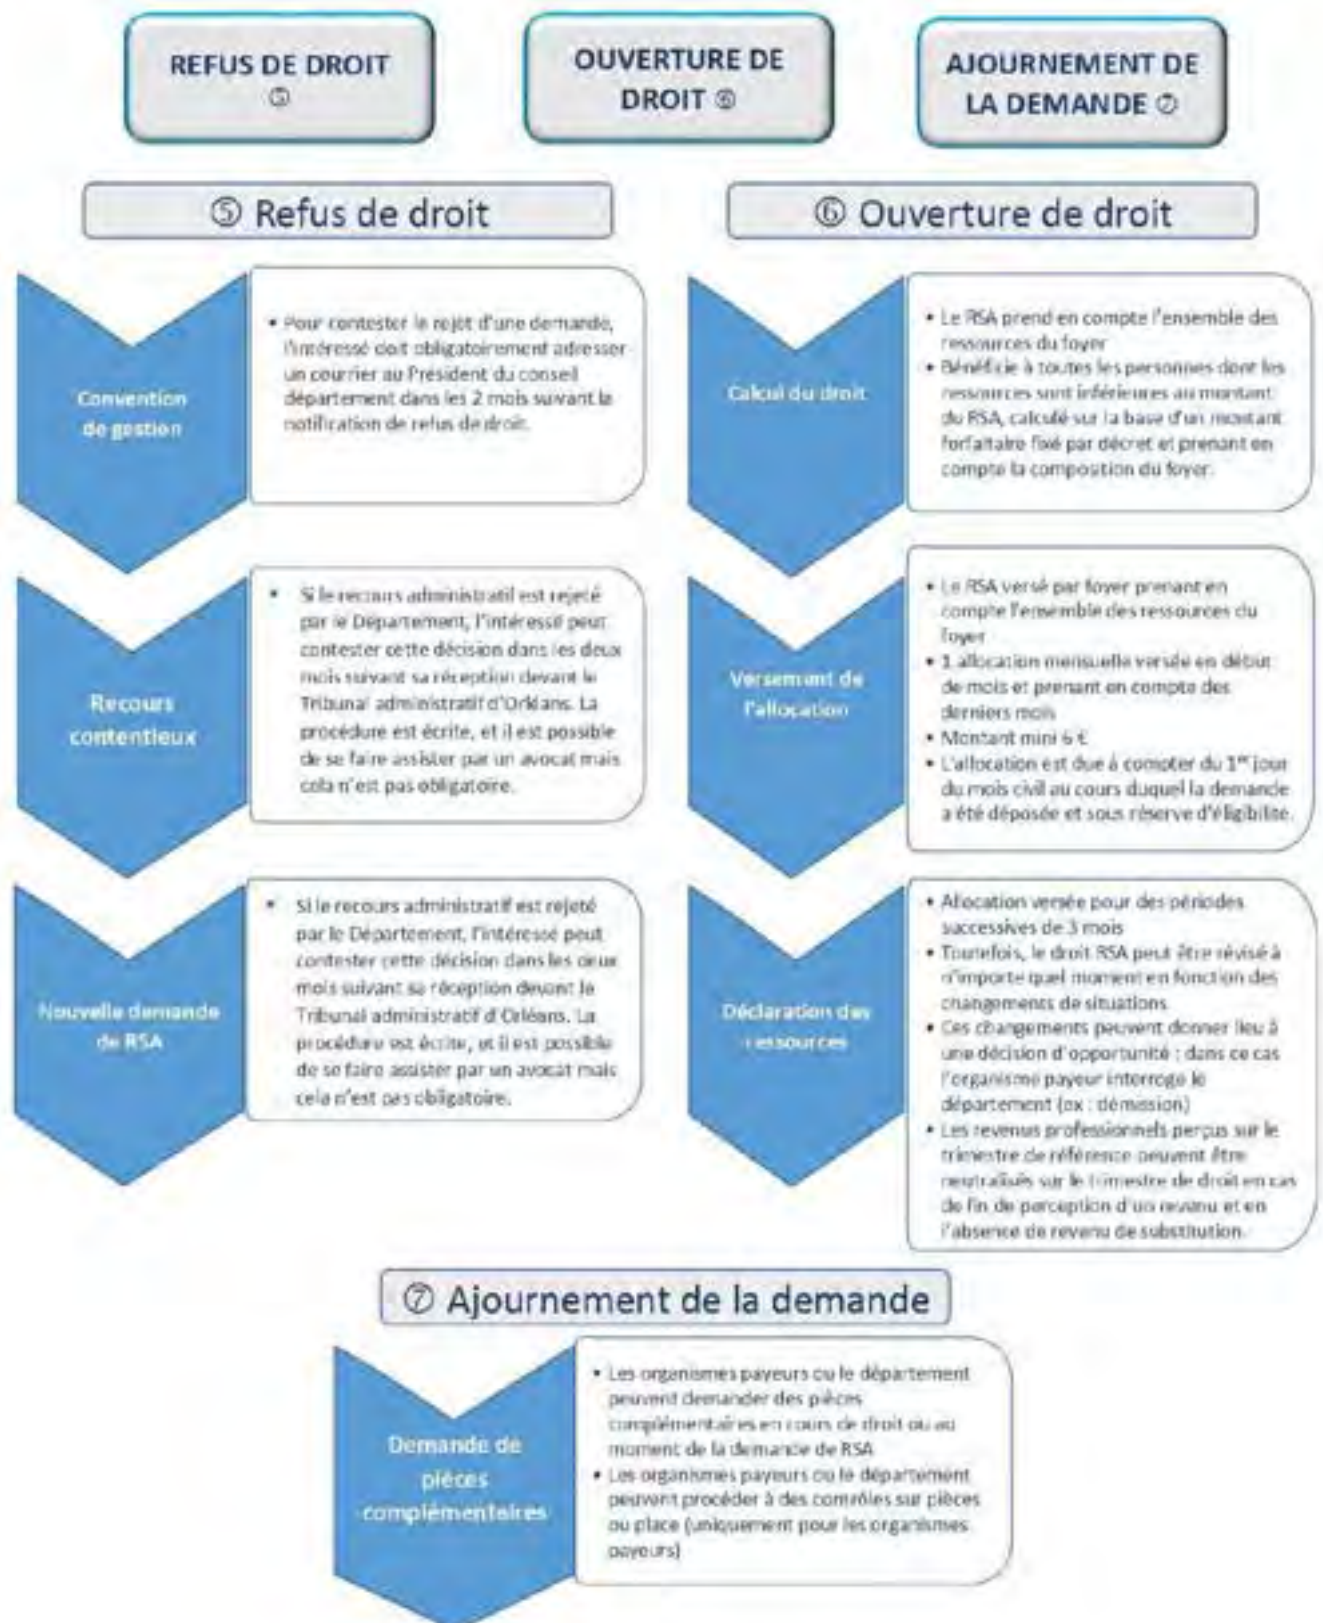 REFUS DE DROIT
⑤
OUVERTURE DE
DROIT ⑥
AJOURNEMENT DE
LA DEMANDE ⑦
⑤ Refus de droit
Convention
de gestion
• Pour contester le rejet d'une demande,
l'intéressé doit obligatoirement adresser
un courrier au Président du conseil
département dans les 2 mois suivant la
notification de refus de droit.
Recours
contentieux
• Si le recours administratif est rejeté
par le Département, l'intéressé peut
contester cette décision dans les deux
mois suivant sa réception devant le
Tribunal administratif d'Orléans. La
procédure est écrite, et il est possible
de se faire assister par un avocat mais
cela n'est pas obligatoire.
Nouvelle demande
de RSA
• Si le recours administratif est rejeté
par le Département, l'intéressé peut
contester cette décision dans les deux
mois suivant sa réception devant le
Tribunal administratif d'Orléans. La
procédure est écrite, et il est possible
de se faire assister par un avocat mais
cela n'est pas obligatoire.
⑥ Ouverture de droit
Calcul du droit
• Le RSA prend en compte l'ensemble des
ressources du foyer
• Bénéficie à toutes les personnes dont les
ressources sont inférieures au montant
du RSA, calculé sur la base d'un montant
forfaitaire fixé par décret et prenant en
compte la composition du foyer.
Versement de
l'allocation
• Le RSA versé par foyer prenant en
compte l'ensemble des ressources du
foyer
• 1 allocation mensuelle versée en début
de mois et prenant en compte des
derniers mois
• Montant mini 6 €
• L'allocation est due à compter du 1er jour
du mois civil au cours duquel la demande
a été déposée et sous réserve d'éligibilité.
Déclaration des
ressources
• Allocation versée pour des périodes
successives de 3 mois
• Toutefois, le droit RSA peut être révisé à
n'importe quel moment en fonction des
changements de situations
• Ces changements peuvent donner lieu à
une décision d'opportunité : dans ce cas
l'organisme payeur interroge le
département (ex : démission)
• Les revenus professionnels perçus sur le
trimestre de référence peuvent être
neutralisés sur le trimestre de droit en cas
de fin de perception d'un revenu et en
l'absence de revenu de substitution.
⑦ Ajournement de la demande
Demande de
pièces
complémentaires
• Les organismes payeurs ou le département
peuvent demander des pièces
complémentaires en cours de droit ou au
moment de la demande de RSA
• Les organismes payeurs ou le département
peuvent procéder à des contrôles sur pièces
ou place (uniquement pour les organismes
payeurs)